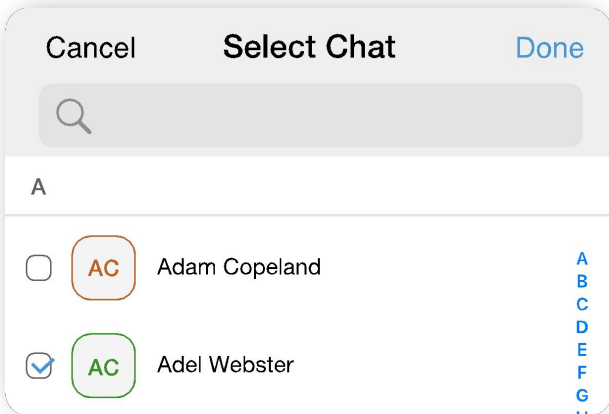 Cancel Select Chat Done
A
AC Adam Copeland
AC Adel Webster
A
B
C
D
E
F
G